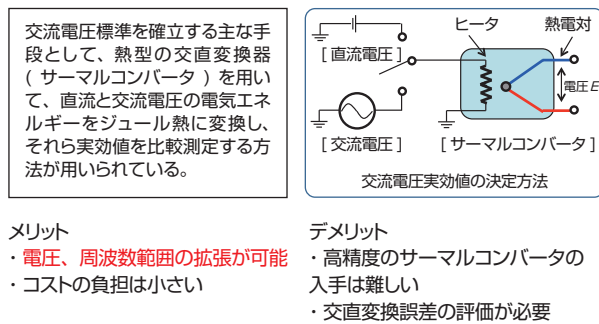 交流電圧標準を確立する主な手
段として、熱型の交直変換器
( サーマルコンバータ ) を用い
て、直流と交流電圧の電気エネ
ルギーをジュール熱に変換し、
それら実効値を比較測定する方
法が用いられている。
ヒータ
熱電対
[ 直流電圧 ]
電圧 E
[ 交流電圧 ]
[ サーマルコンバータ ]
交流電圧実効値の決定方法
メリット
・電圧、周波数範囲の拡張が可能
・コストの負担は小さい
デメリット
・高精度のサーマルコンバータの
入手は難しい
・交直変換誤差の評価が必要